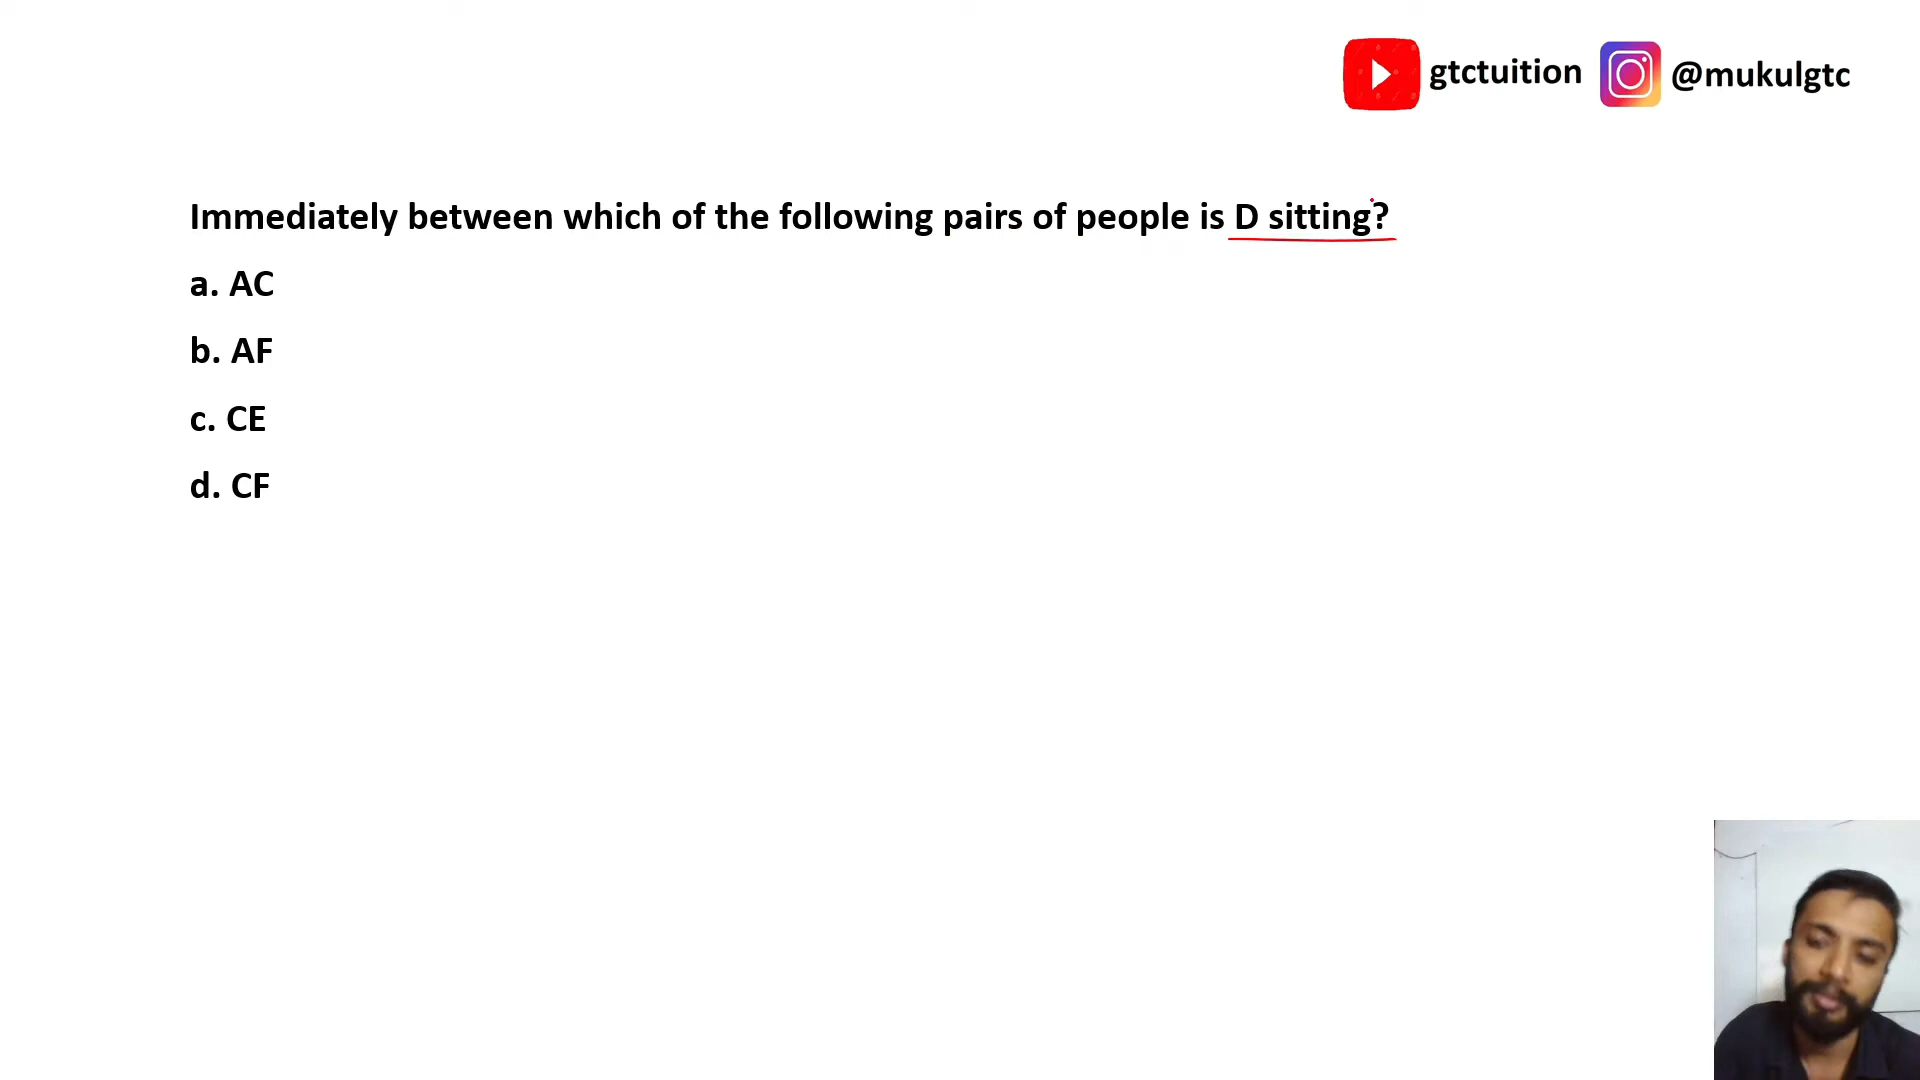 gtctuition @mukulgtc
Immediately between which of the following pairs of people is D sitting?
a. AC
b. AF
c. CE
d. CF